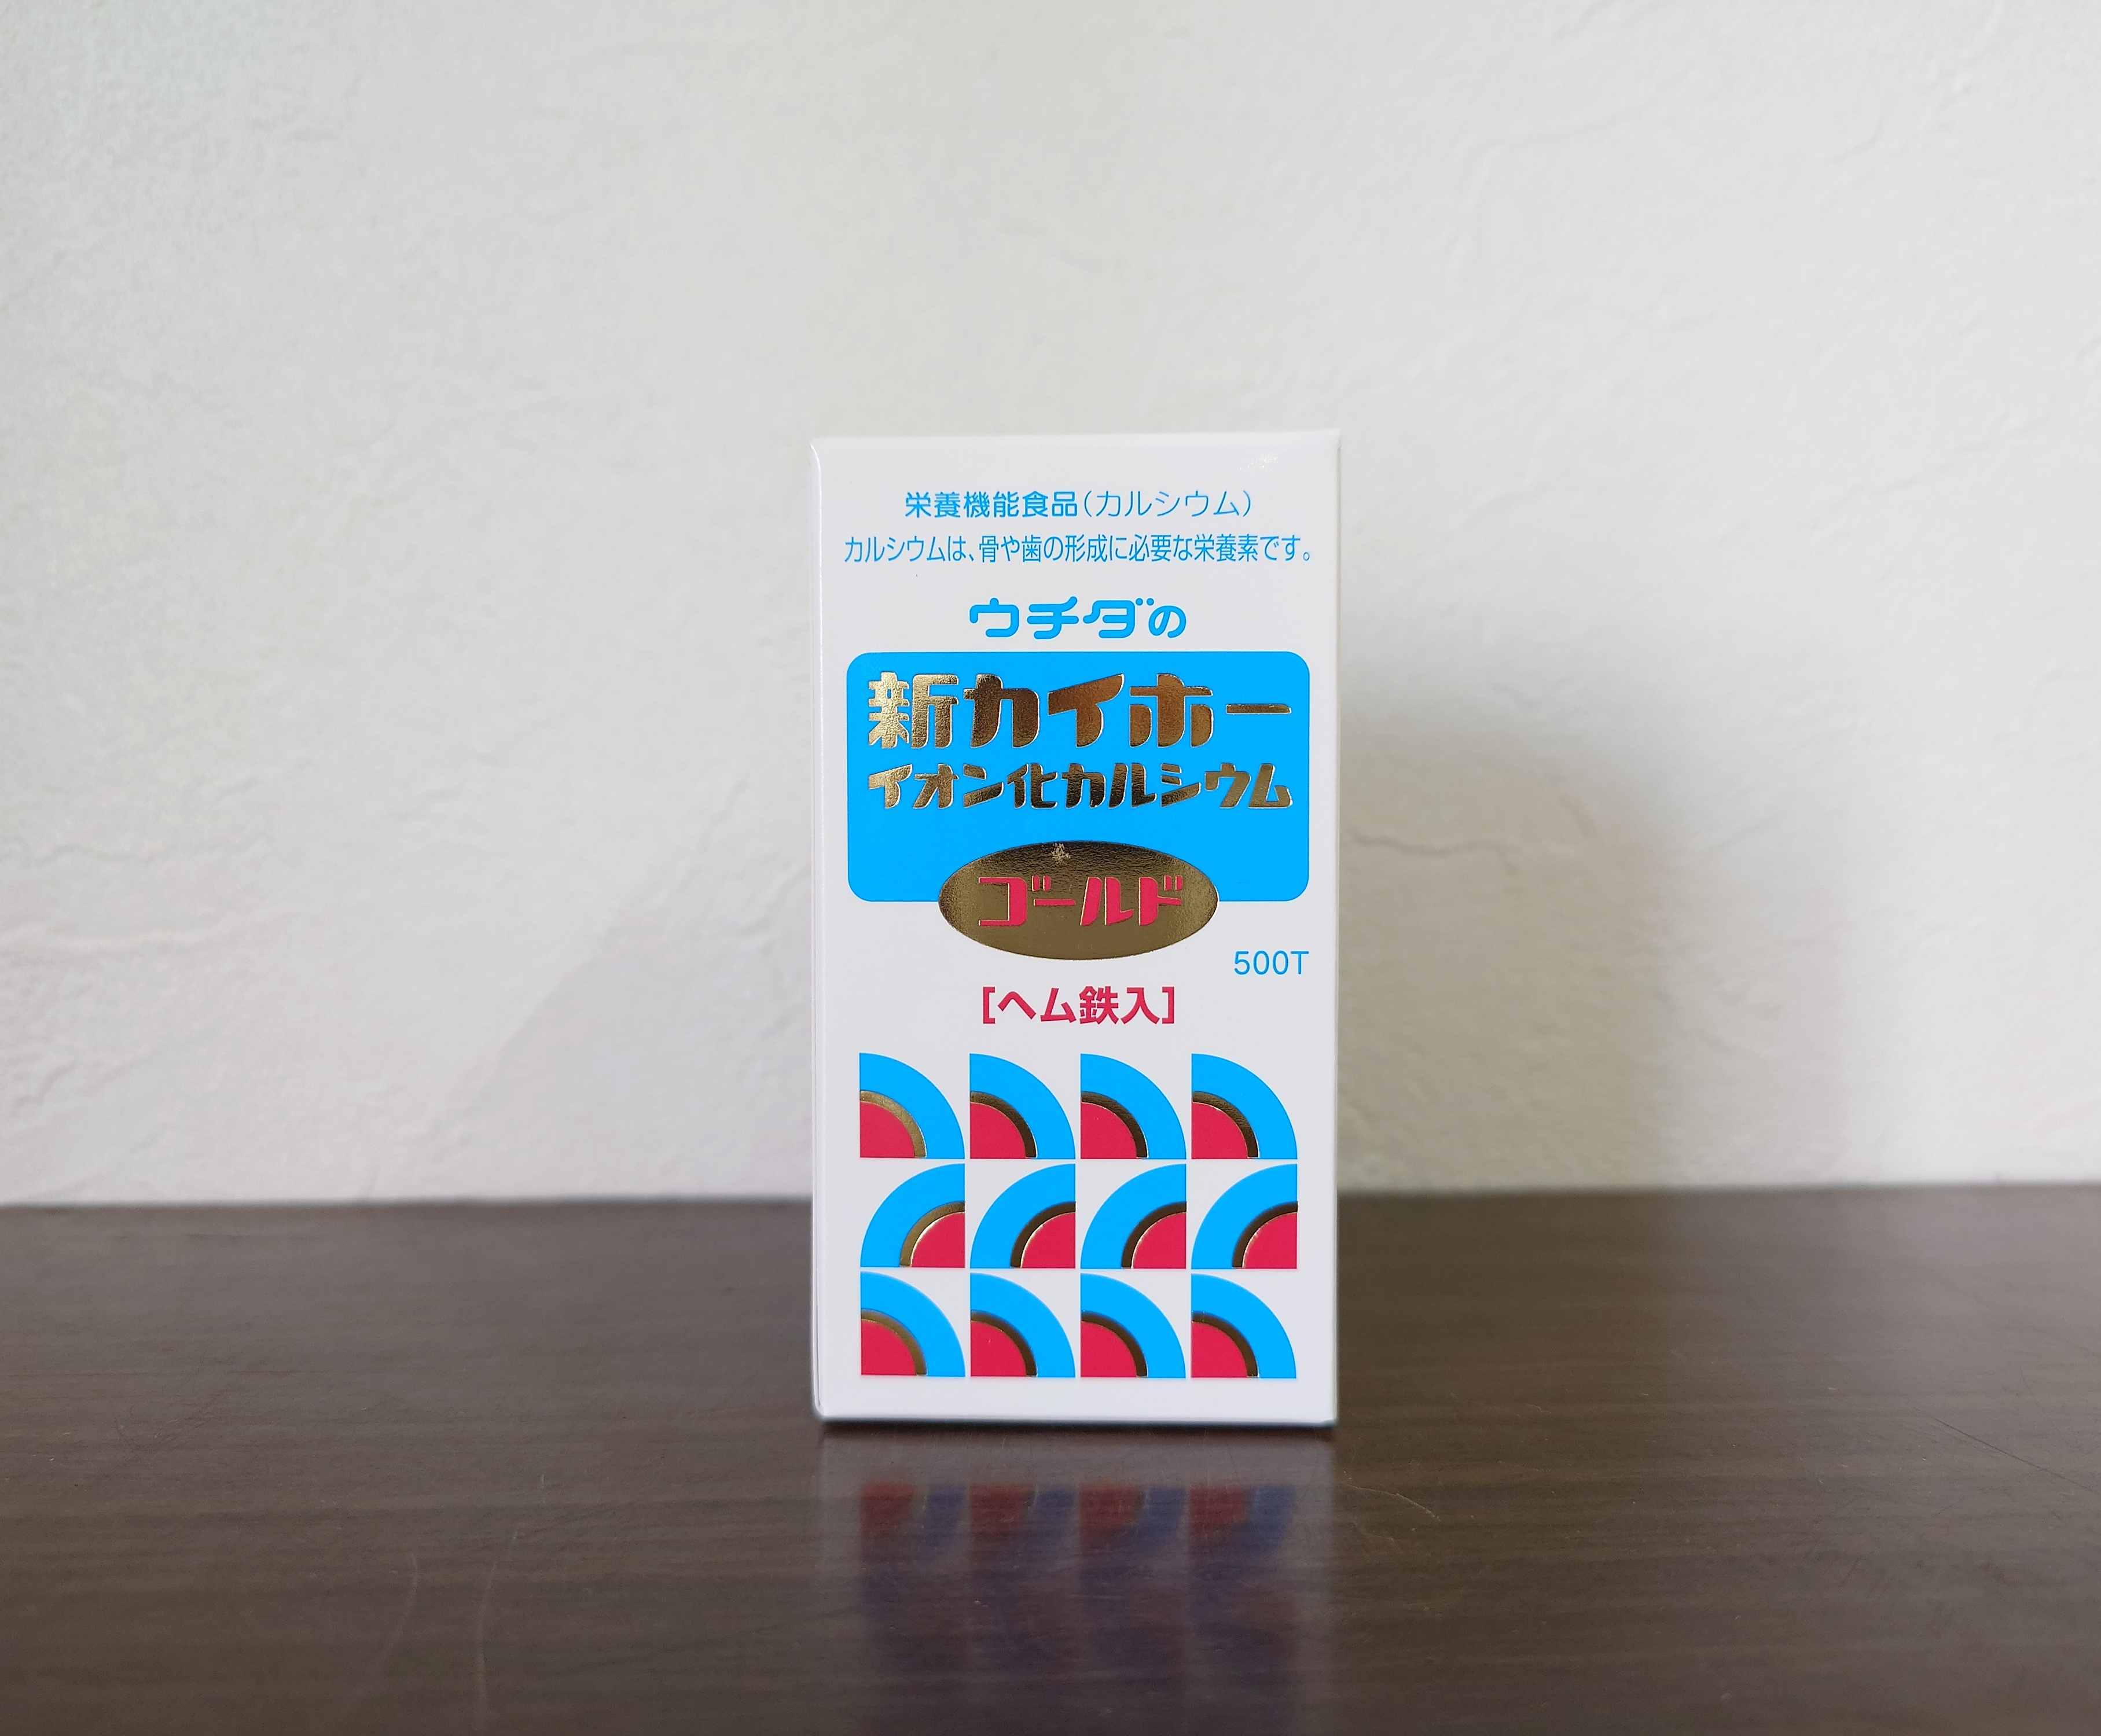 栄養機能食品(カルシウム)
カルシウムは、骨や歯の形成に必要な栄養素です。
ウチダの
新カイホー
イオン化カルシウム
ゴールド
500T
[ヘム鉄入]